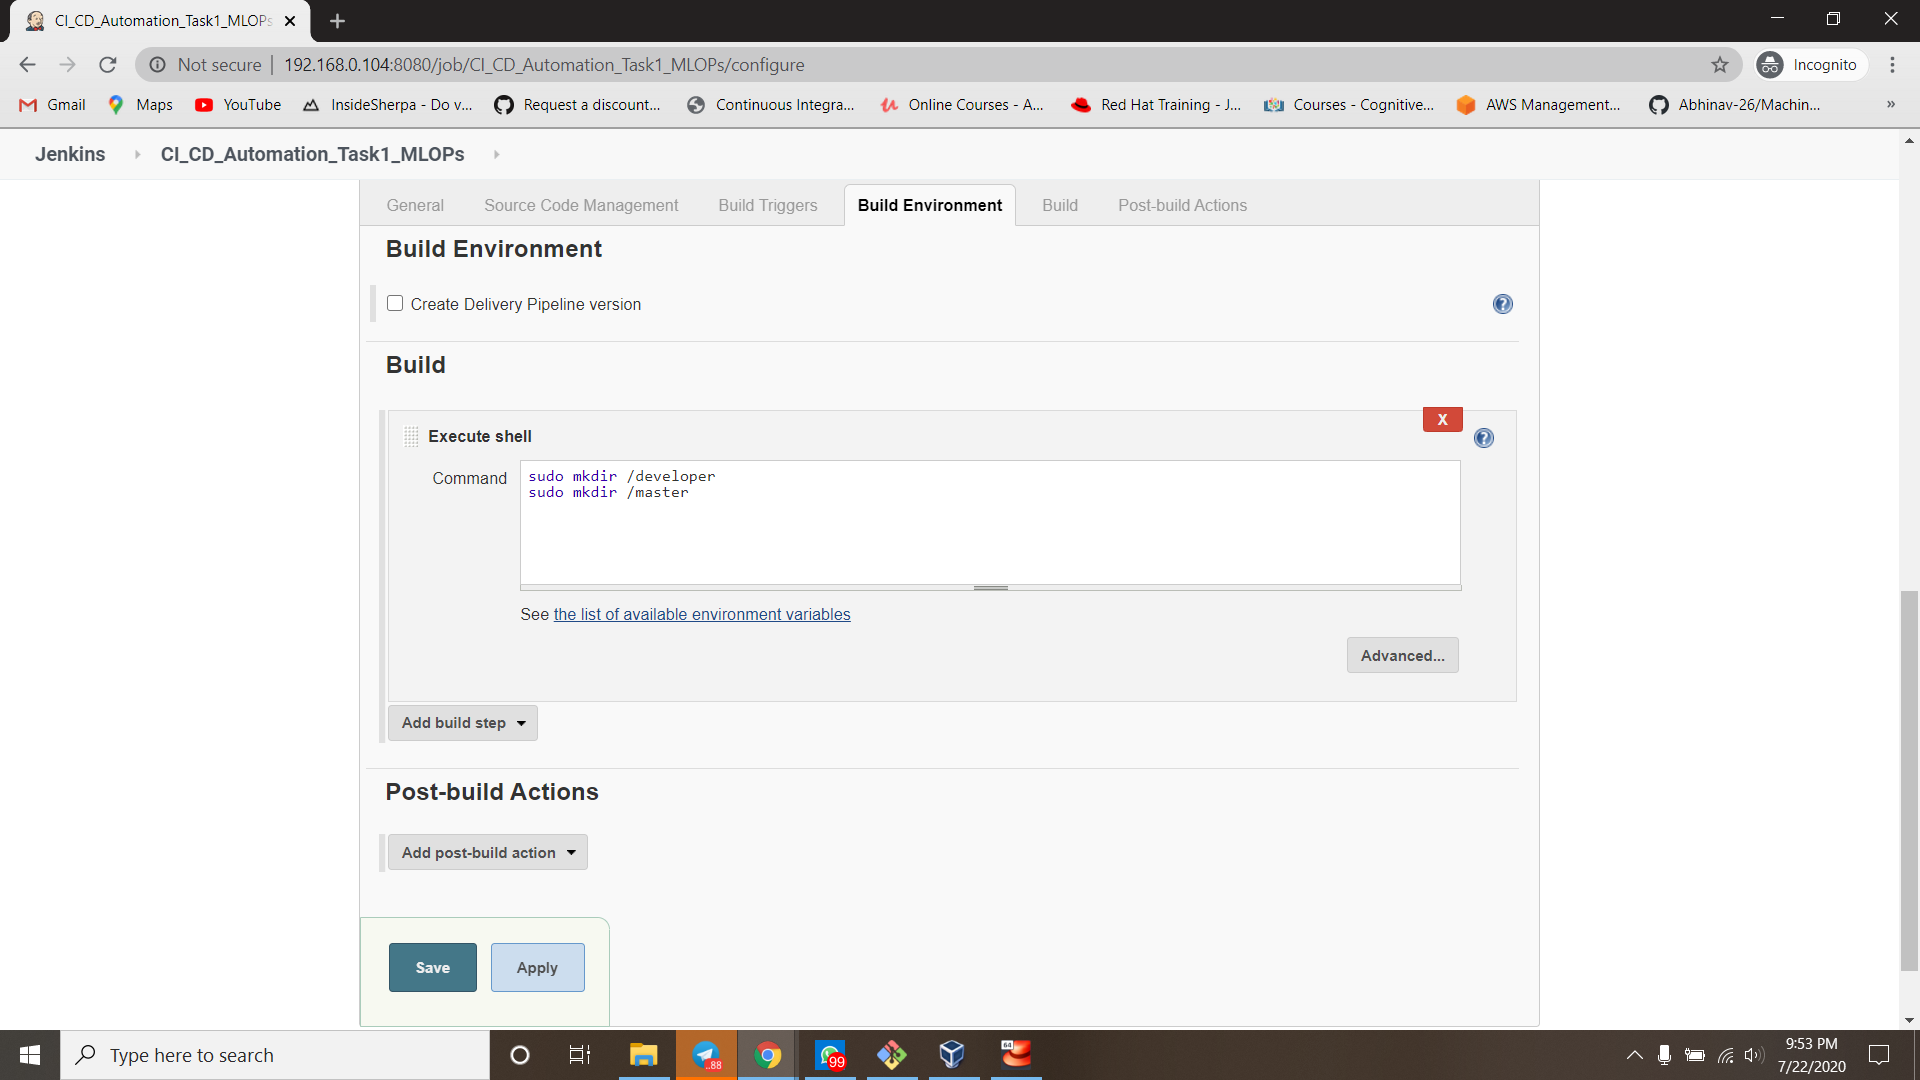 CI_CD_Automation_Task1_MLOPs
Not secure | 192.168.0.104:8080/job/CI_CD_Automation_Task1_MLOPs/configure
Incognito
Gmail Maps YouTube InsideSherpa - Do v... Request a discount... Continuous Integra... Online Courses - A... Red Hat Training - J... Courses - Cognitive... AWS Management... Abhinav-26/Machin... »
Jenkins CI_CD_Automation_Task1_MLOPs
General Source Code Management Build Triggers Build Environment Build Post-build Actions
Build Environment
Create Delivery Pipeline version
Build
X
Execute shell
Command
sudo mkdir /developer
sudo mkdir /master
See the list of available environment variables
Advanced...
Add build step
Post-build Actions
Add post-build action
Save Apply
Type here to search
..88
99
64
9:53 PM
7/22/2020